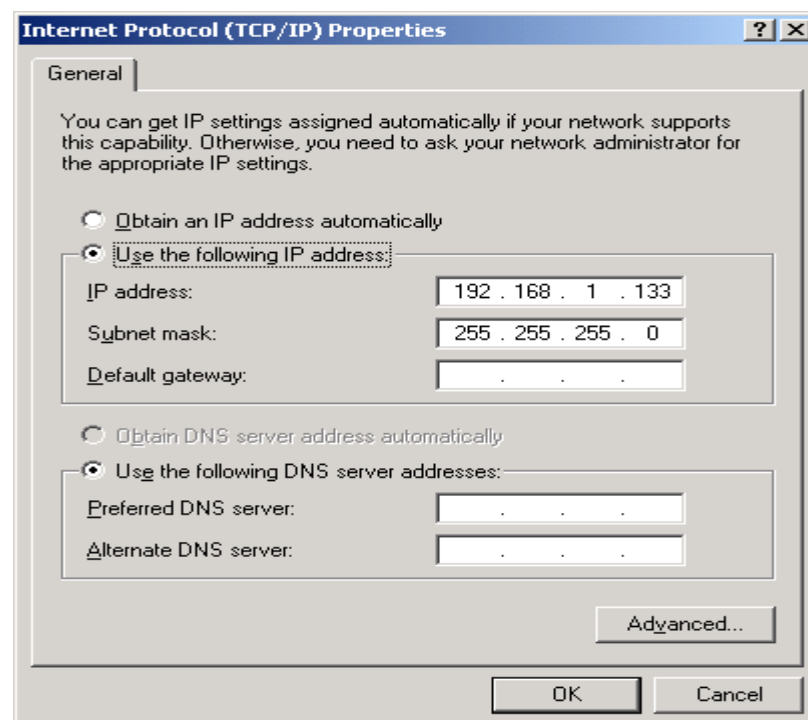 Internet Protocol (TCP/IP) Properties
General
You can get IP settings assigned automatically if your network supports
this capability. Otherwise, you need to ask your network administrator for
the appropriate IP settings.
Obtain an IP address automatically
Use the following IP address:
IP address: 192 . 168 . 1 . 133
Subnet mask: 255 . 255 . 255 . 0
Default gateway: . . .
Obtain DNS server address automatically
Use the following DNS server addresses:
Preferred DNS server: . . .
Alternate DNS server: . . .
Advanced...
OK Cancel